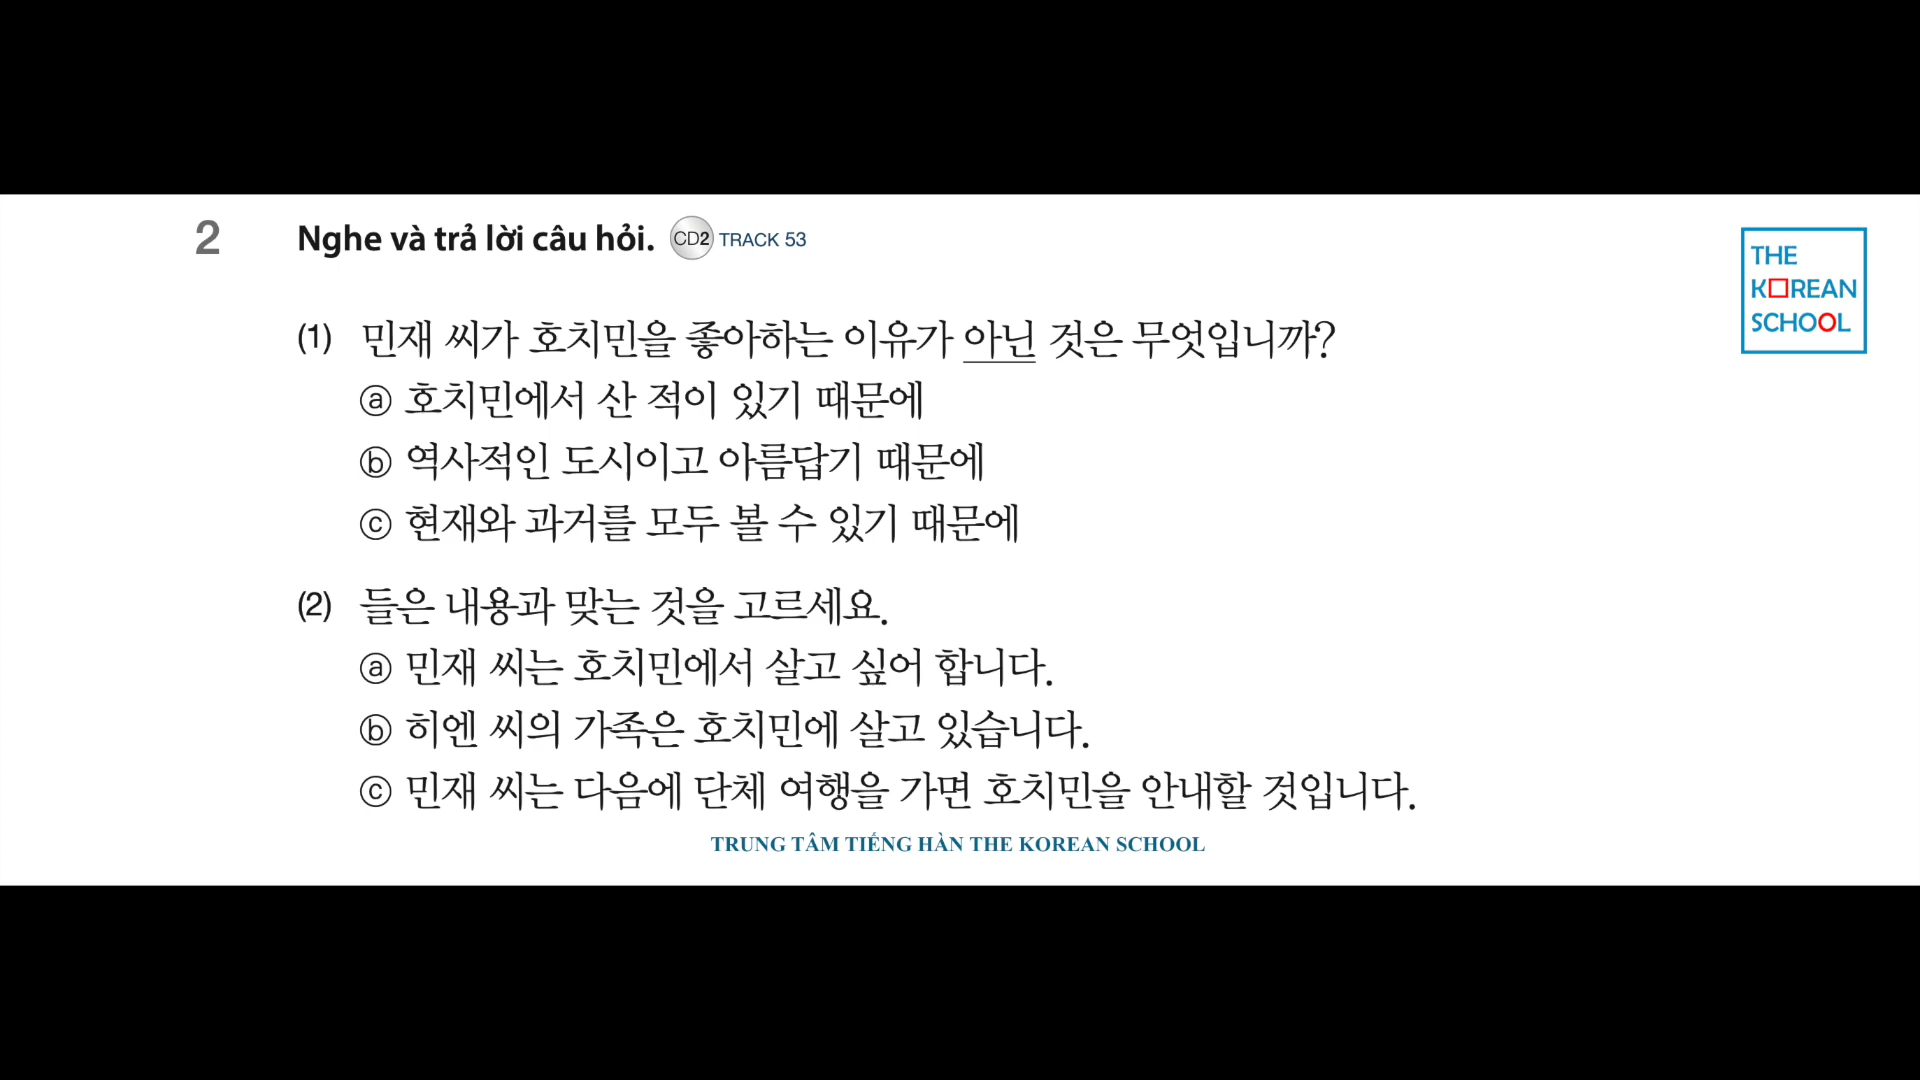 2 Nghe và trả lời câu hỏi. CD2 TRACK 53
THE
KOREAN
SCHOOL
(1) 민재 씨가 호치민을 좋아하는 이유가 아닌 것은 무엇입니까?
ⓐ 호치민에서 산 적이 있기 때문에
ⓑ 역사적인 도시이고 아름답기 때문에
ⓒ 현재와 과거를 모두 볼 수 있기 때문에
(2) 들은 내용과 맞는 것을 고르세요.
ⓐ 민재 씨는 호치민에서 살고 싶어 합니다.
ⓑ 히엔 씨의 가족은 호치민에 살고 있습니다.
ⓒ 민재 씨는 다음에 단체 여행을 가면 호치민을 안내할 것입니다.
TRUNG TÂM TIẾNG HÀN THE KOREAN SCHOOL